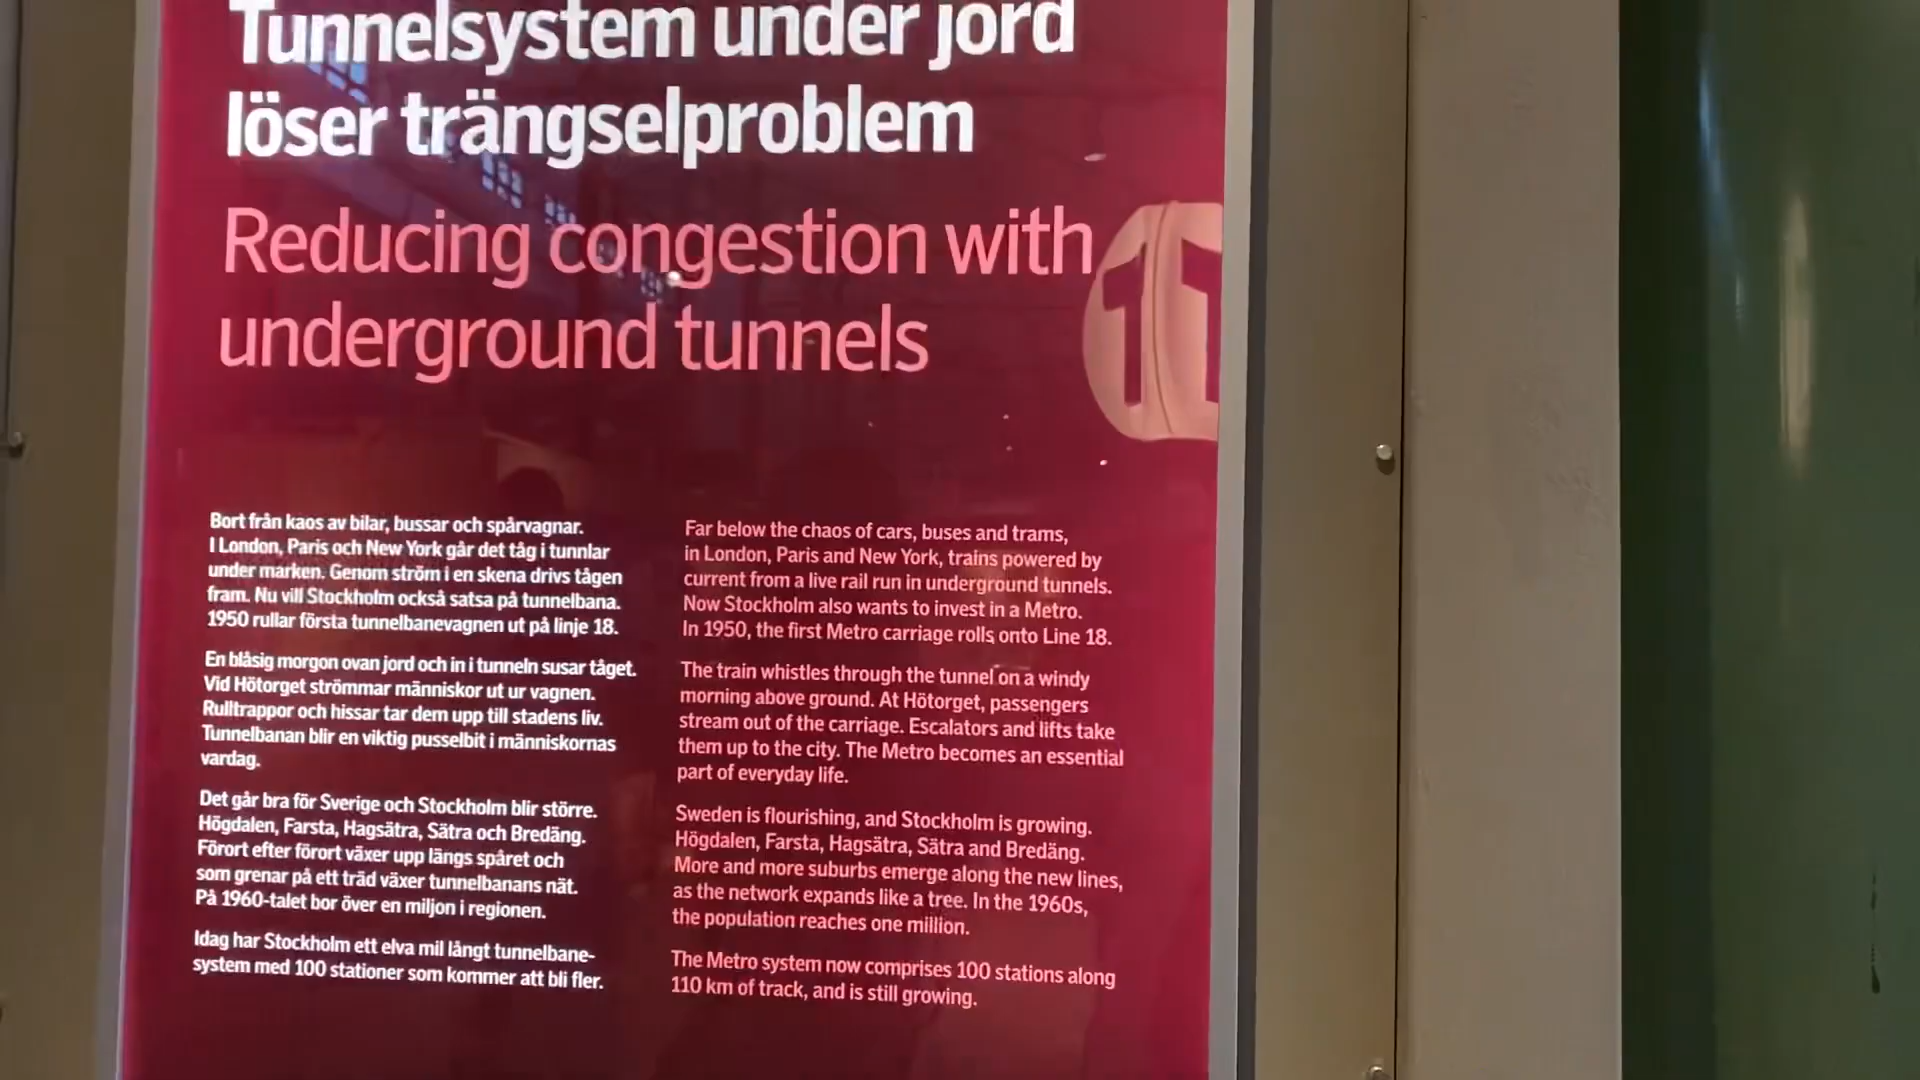 Tunnelsystem under jord
löser trängselproblem
Reducing congestion with
underground tunnels
11
Bort från kaos av bilar, bussar och spårvagnar.
I London, Paris och New York går det tåg i tunnlar
under marken. Genom ström i en skena drivs tågen
fram. Nu vill Stockholm också satsa på tunnelbana.
1950 rullar första tunnelbanevagnen ut på linje 18.
En blåsig morgon ovan jord och in i tunneln susar tåget.
Vid Hötorget strömmar människor ut ur vagnen.
Rulltrappor och hissar tar dem upp till stadens liv.
Tunnelbanan blir en viktig pusselbit i människornas
vardag.
Det går bra för Sverige och Stockholm blir större.
Högdalen, Farsta, Hagsätra, Sätra och Bredäng.
Förort efter förort växer upp längs spåret och
som grenar på ett träd växer tunnelbanans nät.
På 1960-talet bor över en miljon i regionen.
Idag har Stockholm ett elva mil långt tunnelbane-
system med 100 stationer som kommer att bli fler.
Far below the chaos of cars, buses and trams,
in London, Paris and New York, trains powered by
current from a live rail run in underground tunnels.
Now Stockholm also wants to invest in a Metro.
In 1950, the first Metro carriage rolls onto Line 18.
The train whistles through the tunnel on a windy
morning above ground. At Hötorget, passengers
stream out of the carriage. Escalators and lifts take
them up to the city. The Metro becomes an essential
part of everyday life.
Sweden is flourishing, and Stockholm is growing.
Högdalen, Farsta, Hagsätra, Sätra and Bredäng.
More and more suburbs emerge along the new lines,
as the network expands like a tree. In the 1960s,
the population reaches one million.
The Metro system now comprises 100 stations along
110 km of track, and is still growing.